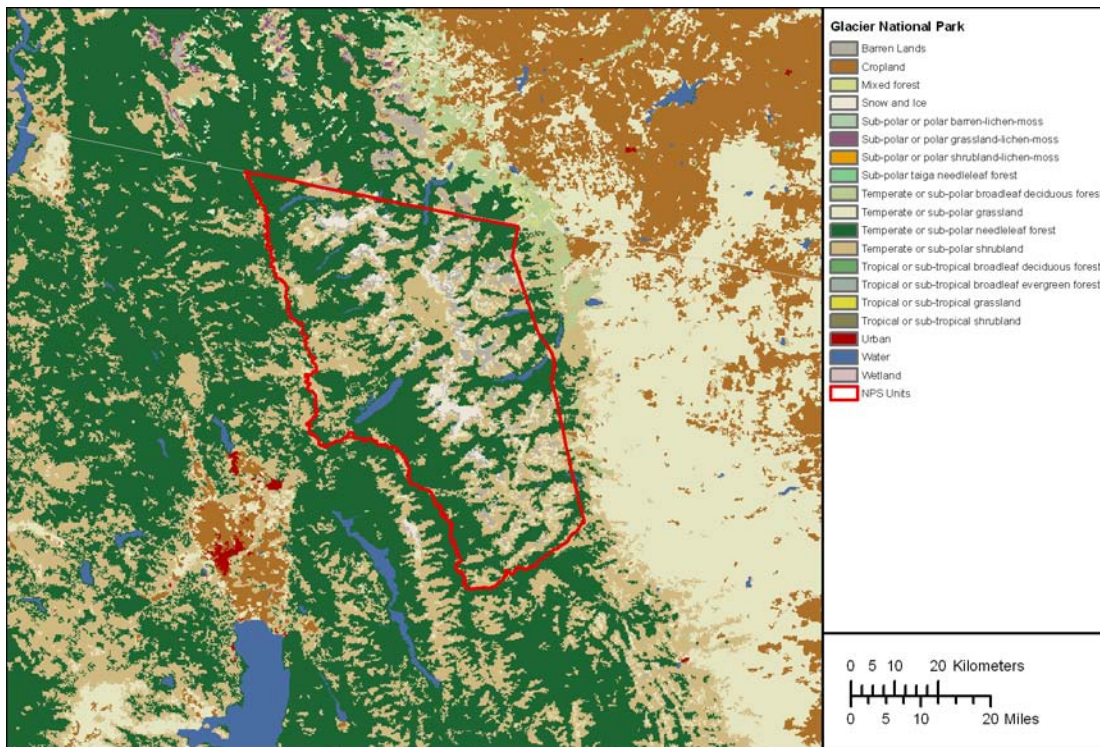 Glacier National Park
Barren Lands
Cropland
Mixed forest
Snow and Ice
Sub-polar or polar barren-lichen-moss
Sub-polar or polar grassland-lichen-moss
Sub-polar or polar shrubland-lichen-moss
Sub-polar taiga needleleaf forest
Temperate or sub-polar broadleaf deciduous forest
Temperate or sub-polar grassland
Temperate or sub-polar needleleaf forest
Temperate or sub-polar shrubland
Tropical or sub-tropical broadleaf deciduous forest
Tropical or sub-tropical broadleaf evergreen forest
Tropical or sub-tropical grassland
Tropical or sub-tropical shrubland
Urban
Water
Wetland
NPS Units
0 5 10 20 Kilometers
0 5 10 20 Miles